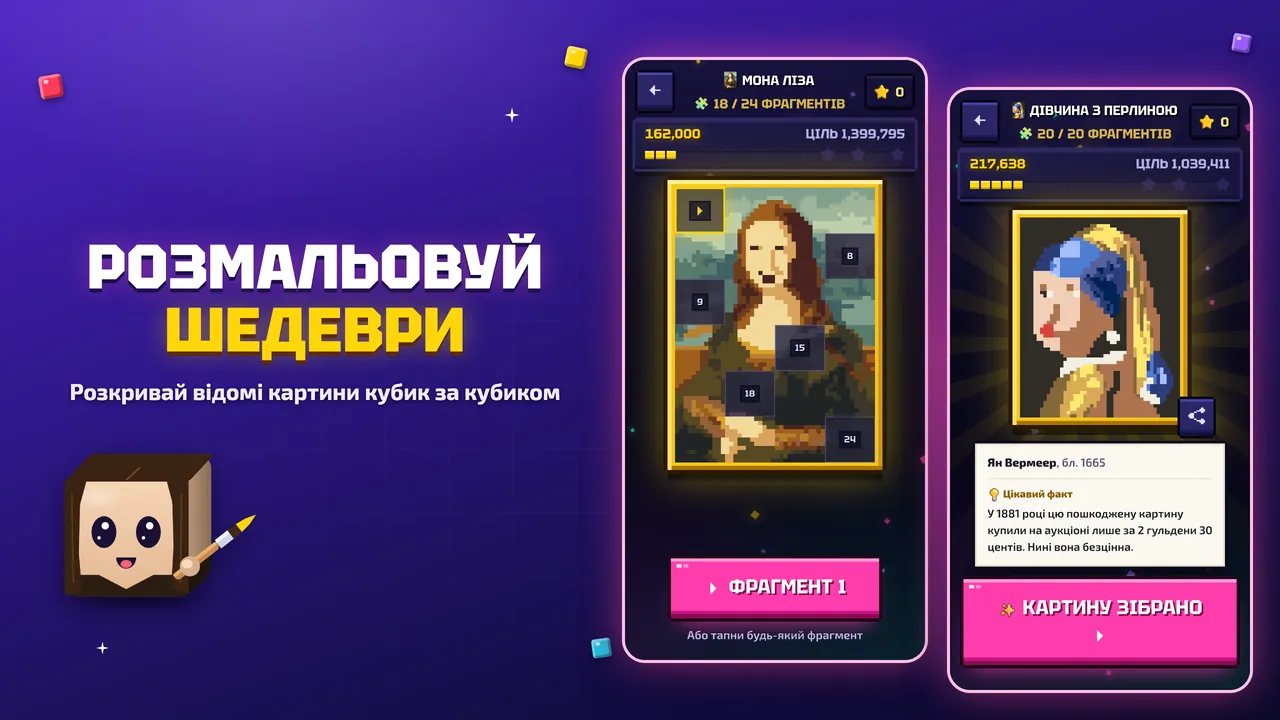 РОЗМАЛЬОВУЙ
ШЕДЕВРИ
Розкривай відомі картини кубик за кубиком
МОНА ЛІЗА
18 / 24 ФРАГМЕНТІВ
0
162,000
ЦІЛЬ 1,399,795
8
9
15
18
24
ФРАГМЕНТ 1
Або тапни будь-який фрагмент
ДІВЧИНА З ПЕРЛИНОЮ
20 / 20 ФРАГМЕНТІВ
0
217,638
ЦІЛЬ 1,039,411
Ян Вермеер, бл. 1665
Цікавий факт
У 1881 році цю пошкоджену картину
купили на аукціоні лише за 2 гульдени 30
центів. Нині вона безцінна.
КАРТИНУ ЗІБРАНО